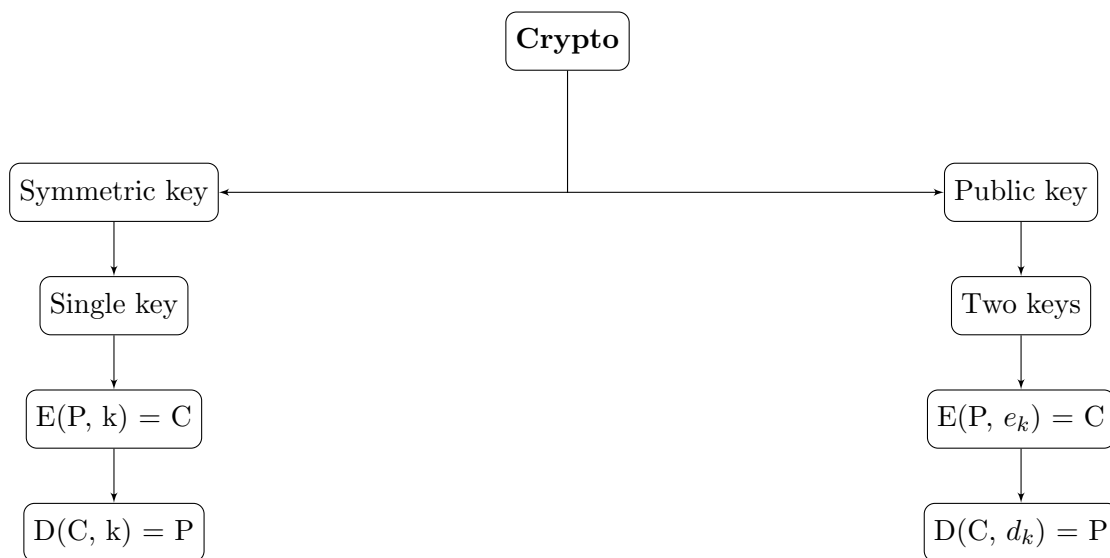 Crypto
Symmetric key
Public key
Single key
Two keys
E(P, k) = C
E(P, e_k) = C
D(C, k) = P
D(C, d_k) = P